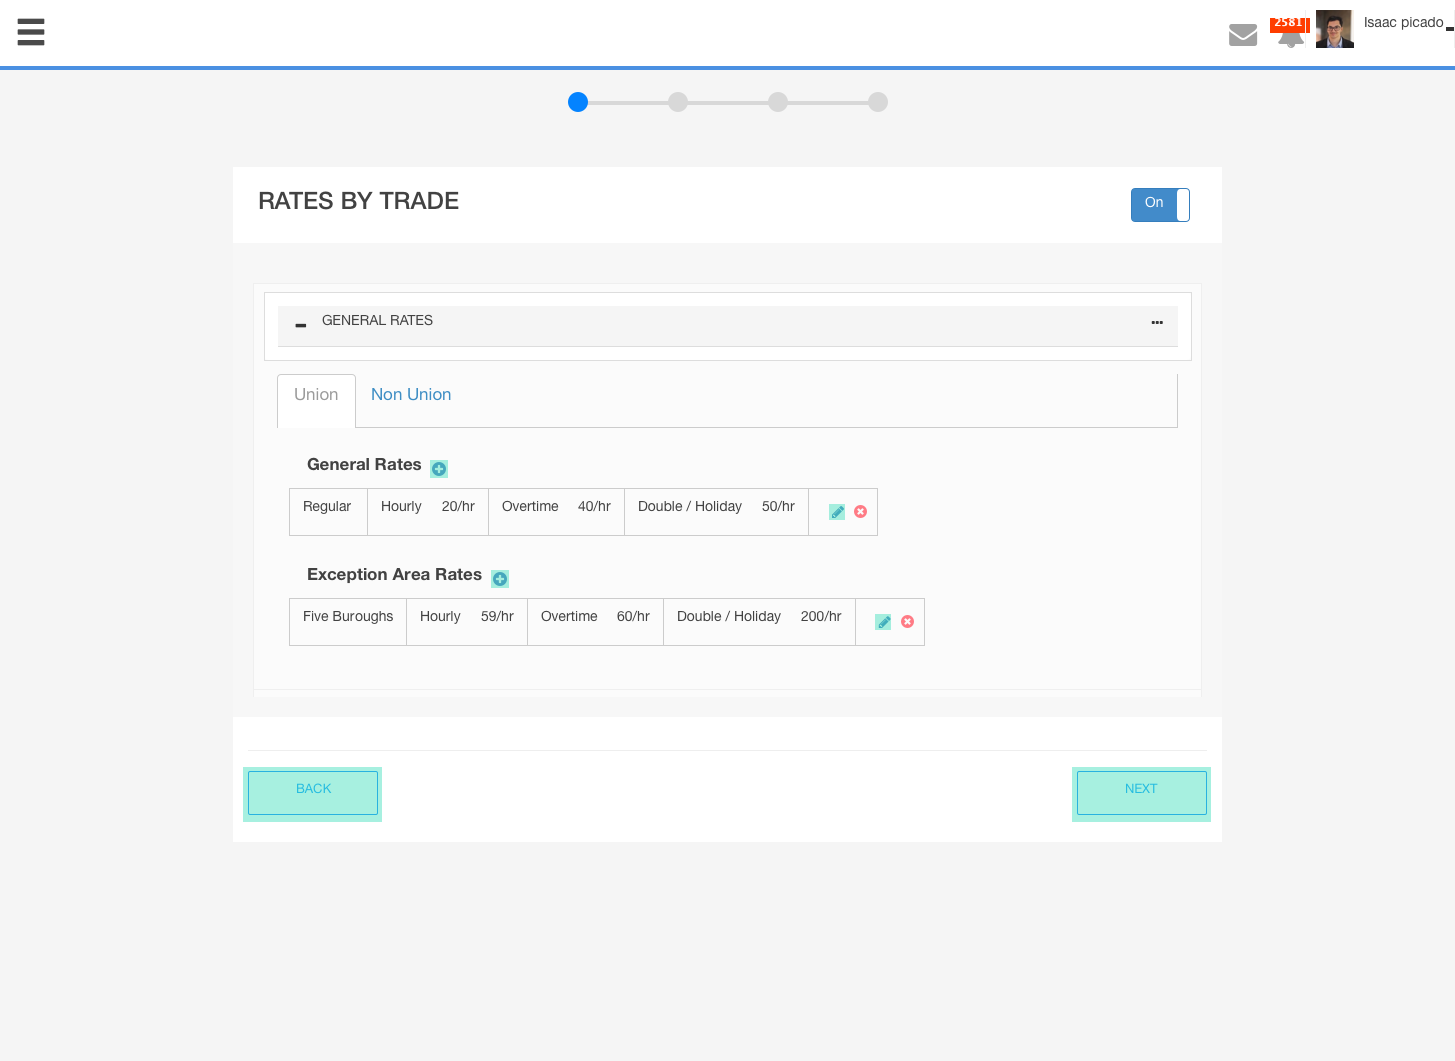 2581
Isaac picado
RATES BY TRADE
On
GENERAL RATES
Union Non Union
General Rates
Regular Hourly 20/hr Overtime 40/hr Double / Holiday 50/hr
Exception Area Rates
Five Buroughs Hourly 59/hr Overtime 60/hr Double / Holiday 200/hr
BACK NEXT